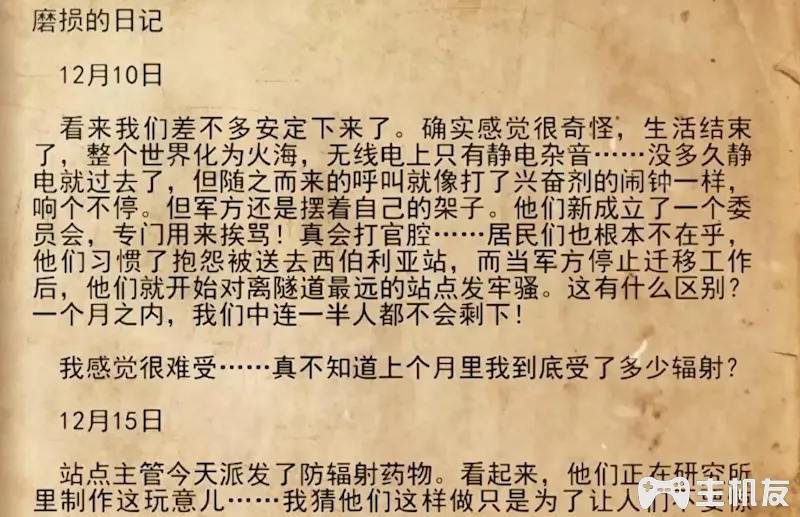 磨损的日记
12月10日
看来我们差不多安定下来了。确实感觉很奇怪，生活结束
了，整个世界化为火海，无线电上只有静电杂音……没多久静
电就过去了，但随之而来的呼叫就像打了兴奋剂的闹钟一样，
响个不停。但军方还是摆着自己的架子。他们新成立了一个委
员会，专门用来挨骂！真会打官腔……居民们也根本不在乎，
他们习惯了抱怨被送去西伯利亚站，而当军方停止迁移工作
后，他们就开始对离隧道最远的站点发牢骚。这有什么区别？
一个月之内，我们中连一半人都不会剩下！
我感觉很难受……真不知道上个月里我到底受了多少辐射？
12月15日
站点主管今天派发了防辐射药物。看起来，他们正在研究所
里制作这玩意儿……我猜他们这样做只是为了让人们
主机友